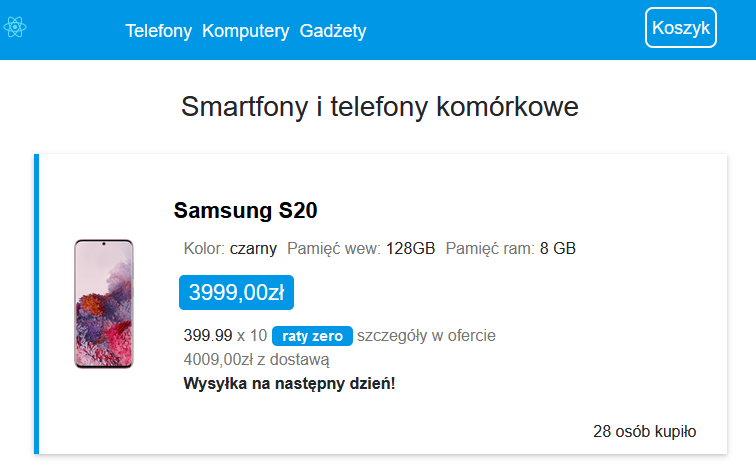 Telefony Komputery Gadżety Koszyk
Smartfony i telefony komórkowe
Samsung S20
Kolor: czarny Pamięć wew: 128GB Pamięć ram: 8 GB
3999,00zł
399.99 x 10 raty zero szczegóły w ofercie
4009,00zł z dostawą
Wysyłka na następny dzień!
28 osób kupiło